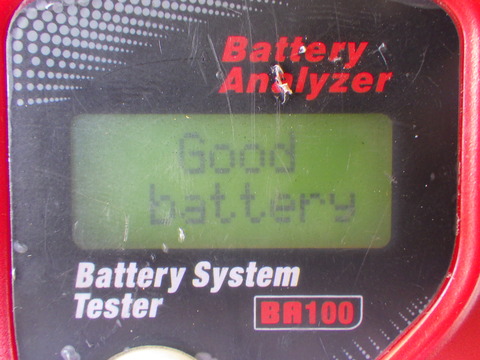 Battery
Analyzer
Good
battery
Battery System
Tester
BA100